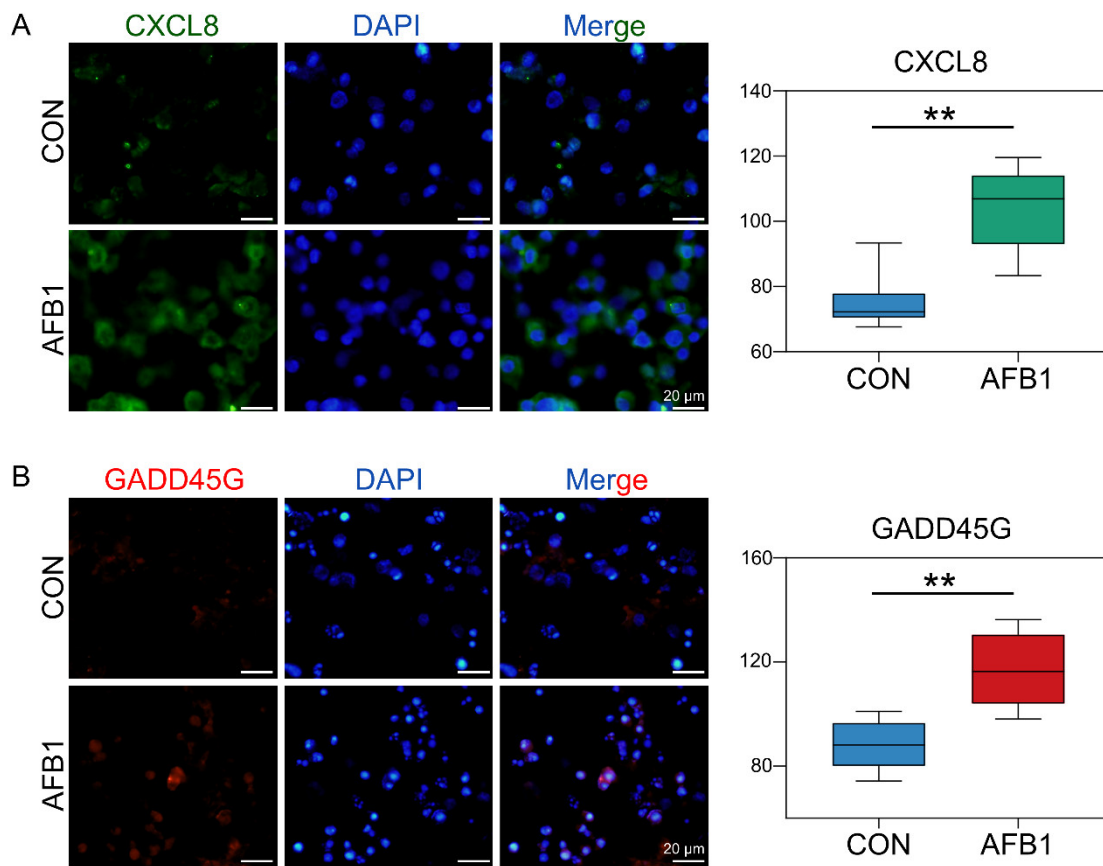 A
CXCL8 DAPI Merge
CON
AFB1
20 μm
CXCL8
140
120
100
80
60
**
CON AFB1
B
GADD45G DAPI Merge
CON
AFB1
20 μm
GADD45G
160
120
80
**
CON AFB1